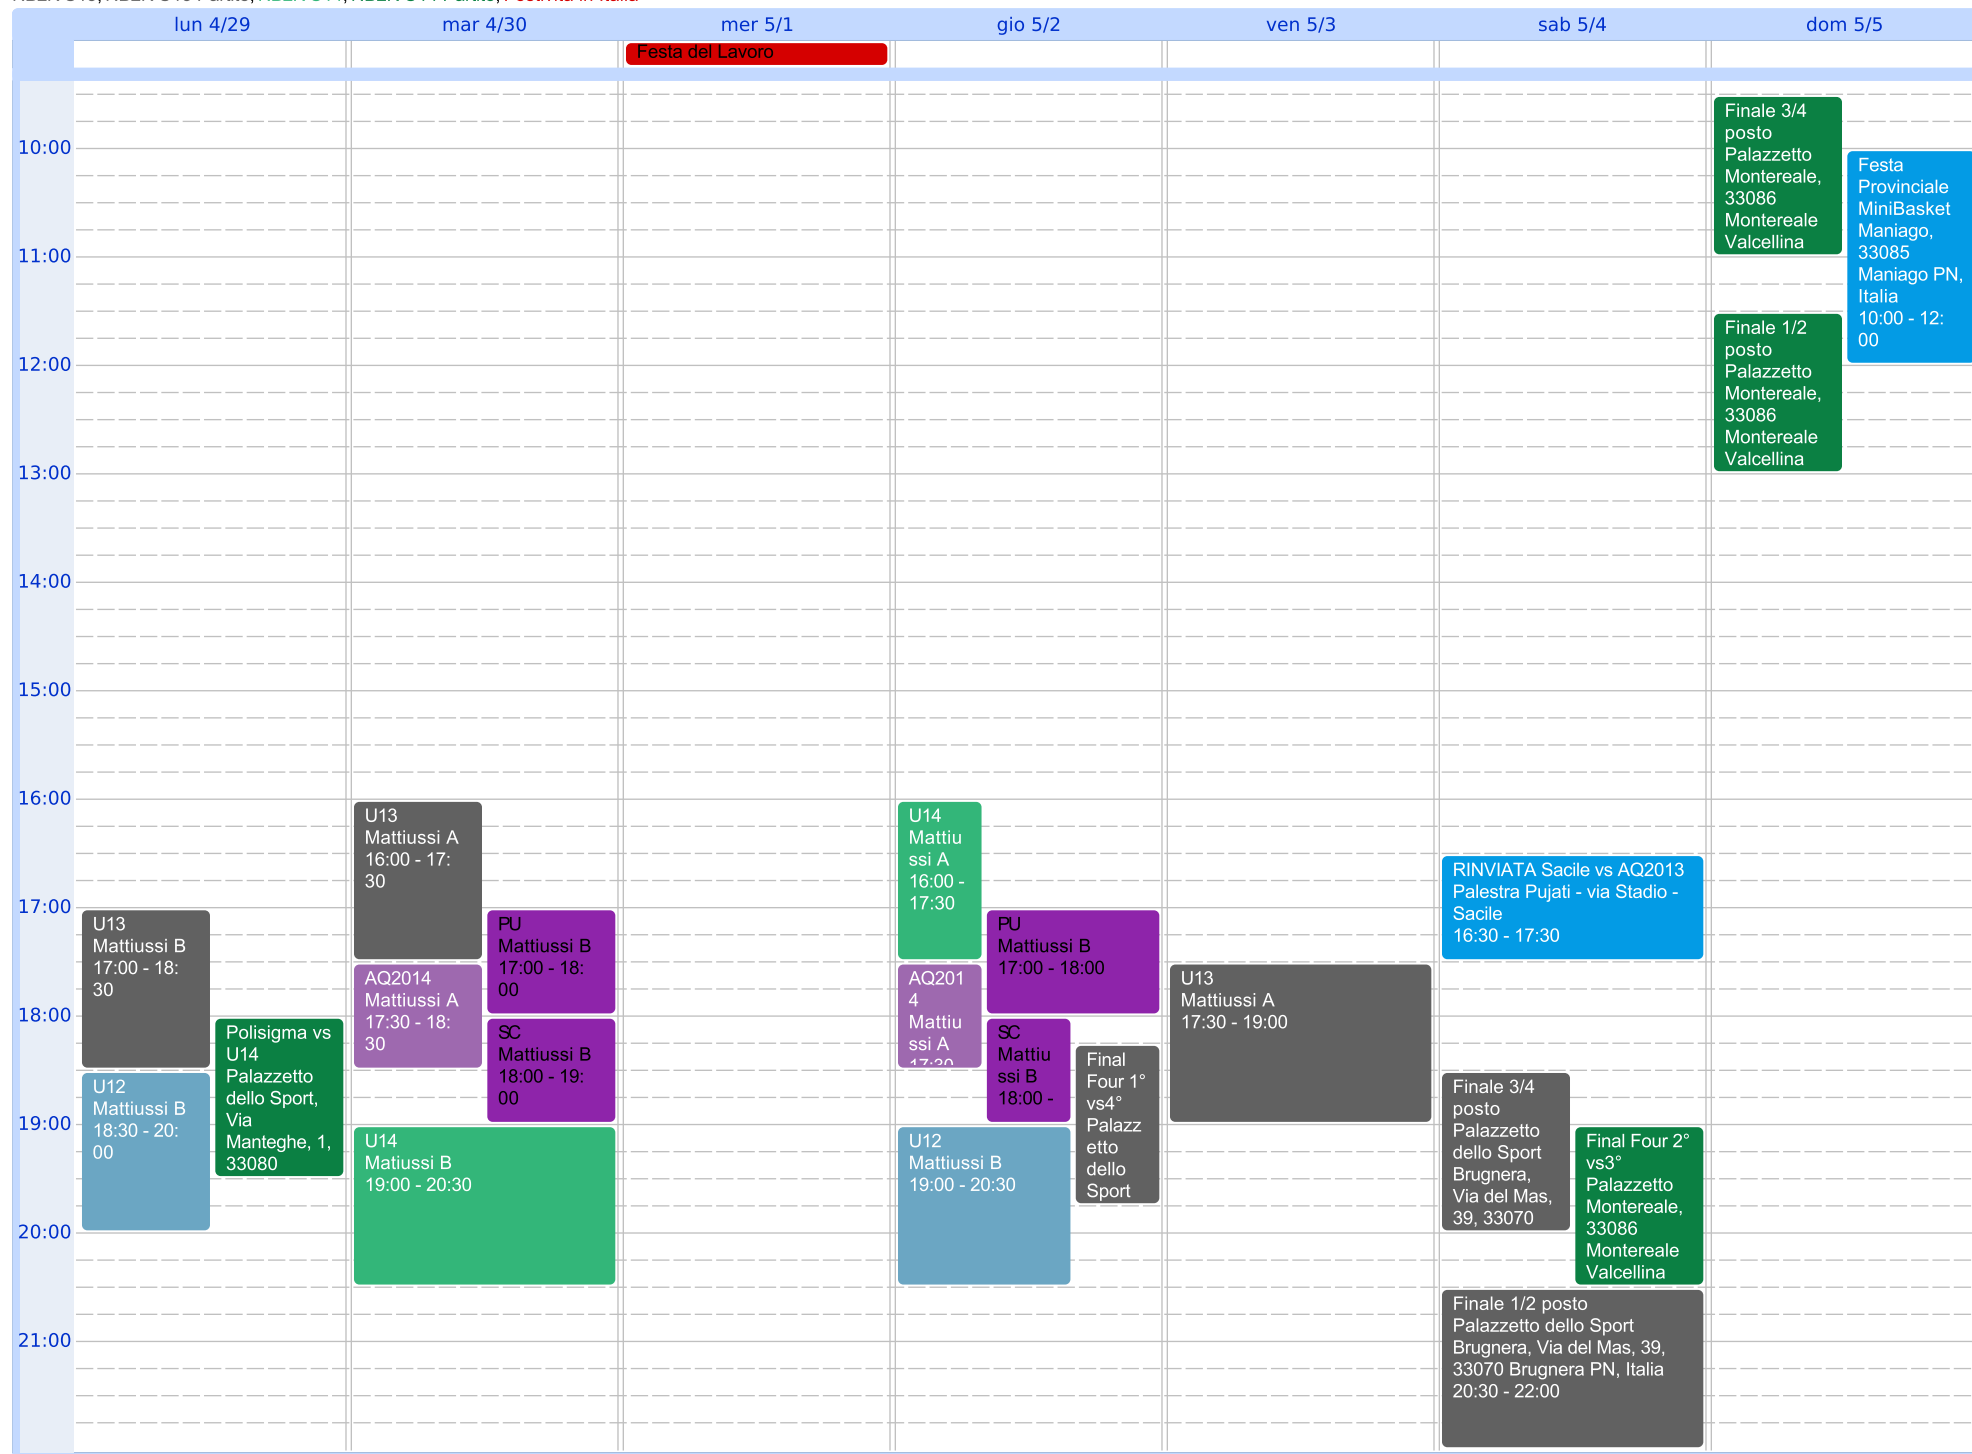 lun 4/29
mar 4/30
mer 5/1
gio 5/2
ven 5/3
sab 5/4
dom 5/5
Festa del Lavoro
10:00
11:00
12:00
13:00
14:00
15:00
16:00
17:00
18:00
19:00
20:00
21:00
U13
Mattiussi B
17:00 - 18:
30
U12
Mattiussi B
18:30 - 20:
00
Polisigma vs
U14
Palazzetto
dello Sport,
Via
Manteghe, 1,
33080
U13
Mattiussi A
16:00 - 17:
30
AQ2014
Mattiussi A
17:30 - 18:
30
PU
Mattiussi B
17:00 - 18:
00
SC
Mattiussi B
18:00 - 19:
00
U14
Matiussi B
19:00 - 20:30
U14
Mattiu
ssi A
16:00 -
17:30
AQ201
4
Mattiu
ssi A
17:30
PU
Mattiussi B
17:00 - 18:00
SC
Mattiu
ssi B
18:00 -
Final
Four 1°
vs4°
Palazz
etto
dello
Sport
U12
Mattiussi B
19:00 - 20:30
U13
Mattiussi A
17:30 - 19:00
RINVIATA Sacile vs AQ2013
Palestra Pujati - via Stadio -
Sacile
16:30 - 17:30
Finale 3/4
posto
Palazzetto
dello Sport
Brugnera,
Via del Mas,
39, 33070
Final Four 2°
vs3°
Palazzetto
Montereale,
33086
Montereale
Valcellina
Finale 1/2 posto
Palazzetto dello Sport
Brugnera, Via del Mas, 39,
33070 Brugnera PN, Italia
20:30 - 22:00
Finale 3/4
posto
Palazzetto
Montereale,
33086
Montereale
Valcellina
Festa
Provinciale
MiniBasket
Maniago,
33085
Maniago PN,
Italia
10:00 - 12:
00
Finale 1/2
posto
Palazzetto
Montereale,
33086
Montereale
Valcellina